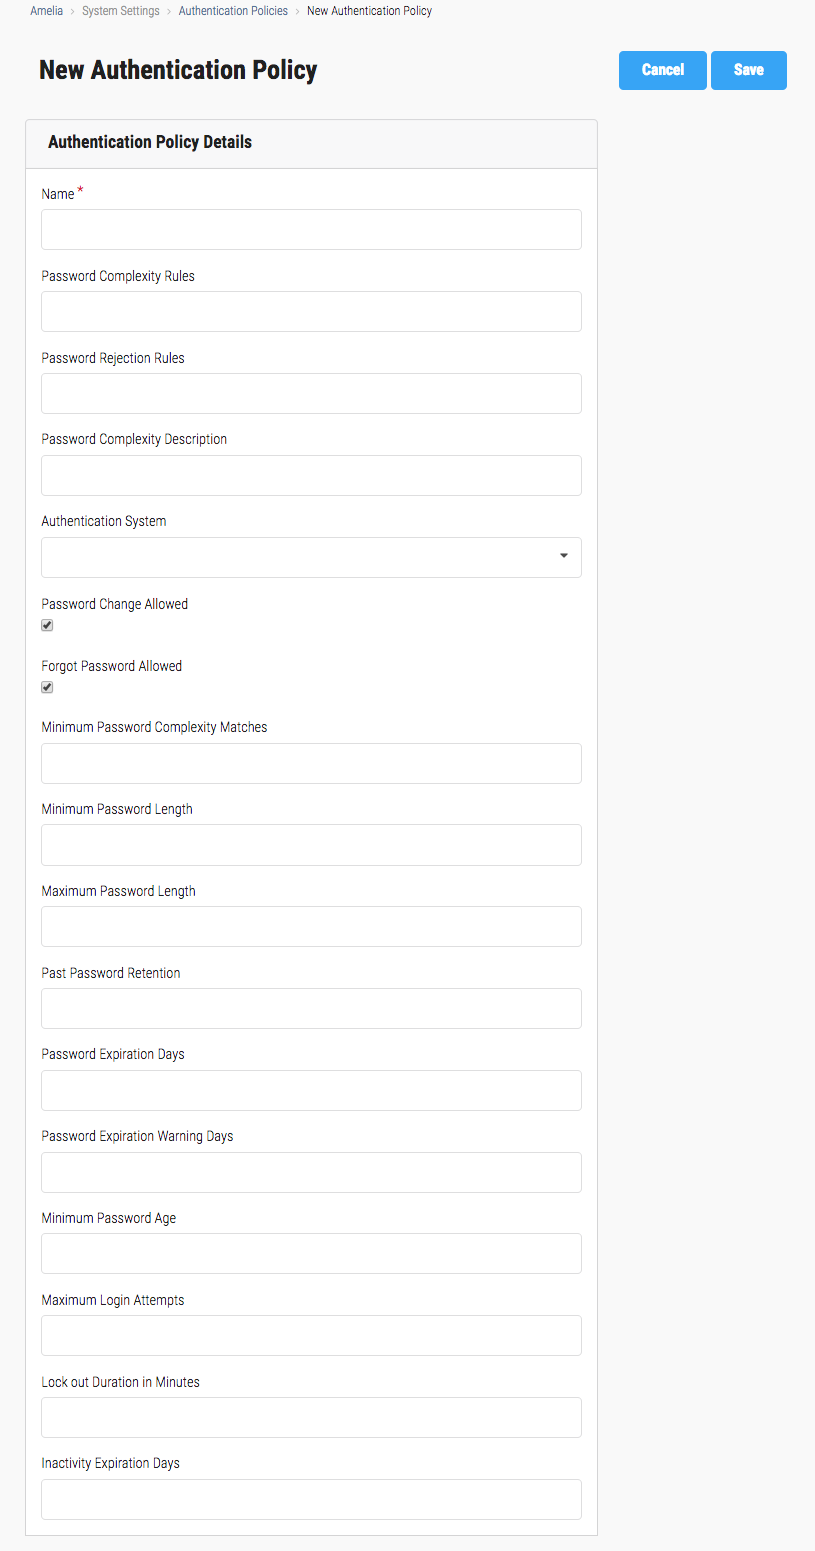 Amelia > System Settings > Authentication Policies > New Authentication Policy
New Authentication Policy
Cancel Save
Authentication Policy Details
Name *
Password Complexity Rules
Password Rejection Rules
Password Complexity Description
Authentication System
Password Change Allowed
Forgot Password Allowed
Minimum Password Complexity Matches
Minimum Password Length
Maximum Password Length
Past Password Retention
Password Expiration Days
Password Expiration Warning Days
Minimum Password Age
Maximum Login Attempts
Lock out Duration in Minutes
Inactivity Expiration Days